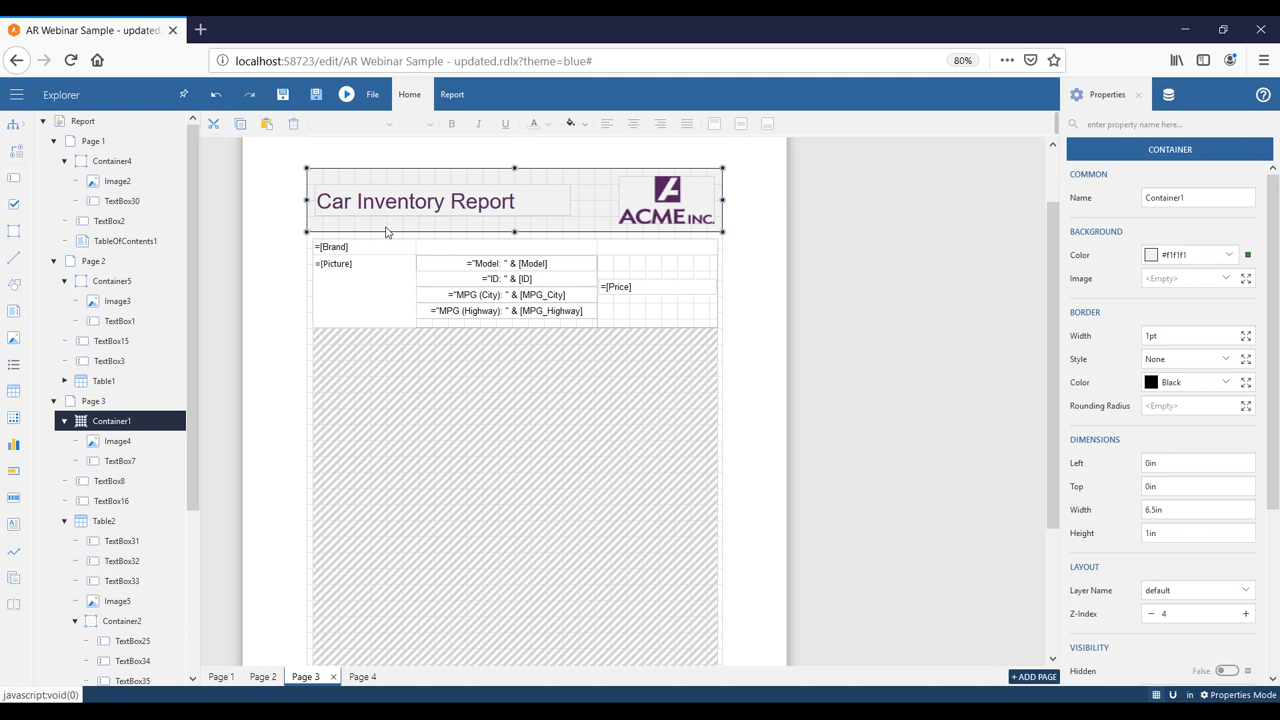 AR Webinar Sample - updated.
localhost:58723/edit/AR Webinar Sample - updated.rdlx?theme=blue#
80%
Explorer
File
Home
Report
Properties
enter property name here...
Report
Page 1
Container4
Image2
TextBox30
TextBox2
TableOfContents1
Page 2
Container5
Image3
TextBox1
TextBox15
TextBox3
Table1
Page 3
Container1
Image4
TextBox7
TextBox8
TextBox16
Table2
TextBox31
TextBox32
TextBox33
Image5
Container2
TextBox25
TextBox34
TextBox35
javascript:void(0)
B I U A
Car Inventory Report
ACME INC.
=[Brand]
=[Picture]
="Model: " & [Model]
="ID: " & [ID]
="MPG (City): " & [MPG_City]
="MPG (Highway): " & [MPG_Highway]
=[Price]
Page 1
Page 2
Page 3
Page 4
+ ADD PAGE
CONTAINER
COMMON
Name Container1
BACKGROUND
Color #f1f1f1
Image <Empty>
BORDER
Width 1pt
Style None
Color Black
Rounding Radius <Empty>
DIMENSIONS
Left 0in
Top 0in
Width 6.5in
Height 1in
LAYOUT
Layer Name default
Z-Index 4
VISIBILITY
Hidden False
in
Properties Mode